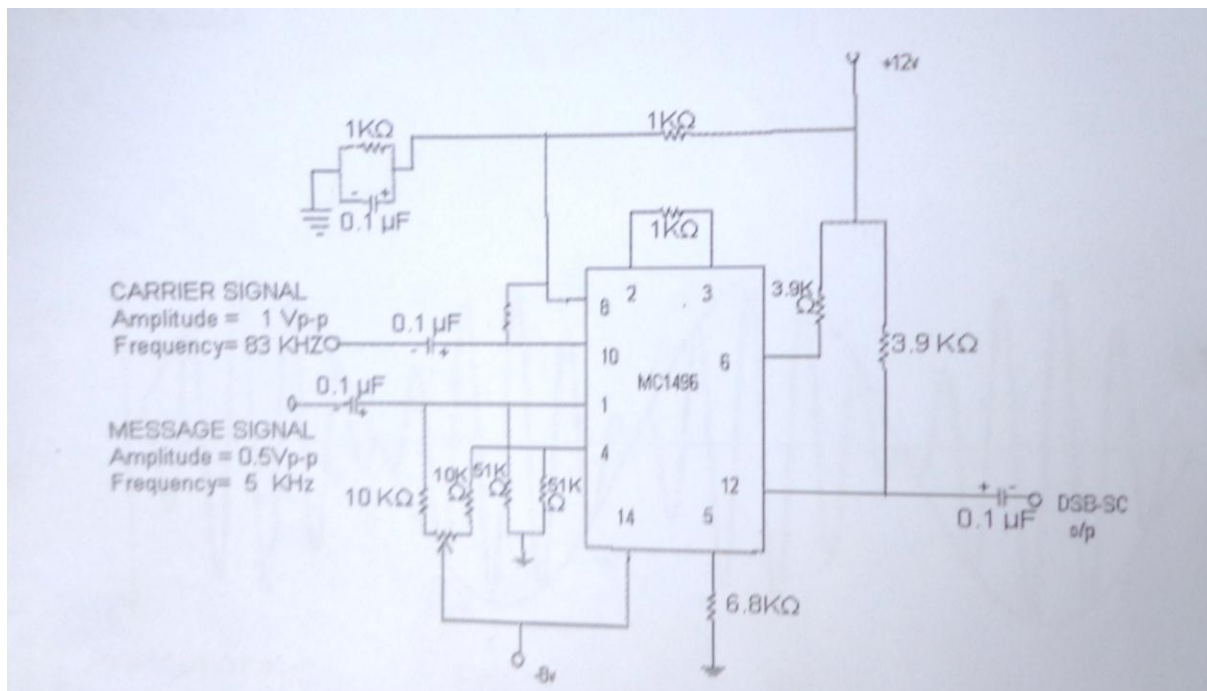 +12v
1KΩ
1KΩ
0.1 μF
1KΩ
CARRIER SIGNAL
Amplitude = 1 Vp-p
Frequency= 83 KHZ
0.1 μF
8
2
3
3.9K
Ω
3.9 KΩ
10
6
MC1496
0.1 μF
1
MESSAGE SIGNAL
Amplitude = 0.5Vp-p
Frequency= 5 KHz
4
10 KΩ
10K
Ω
51K
Ω
51K
Ω
12
14
5
0.1 μF
DSB-SC
o/p
6.8KΩ
-8v